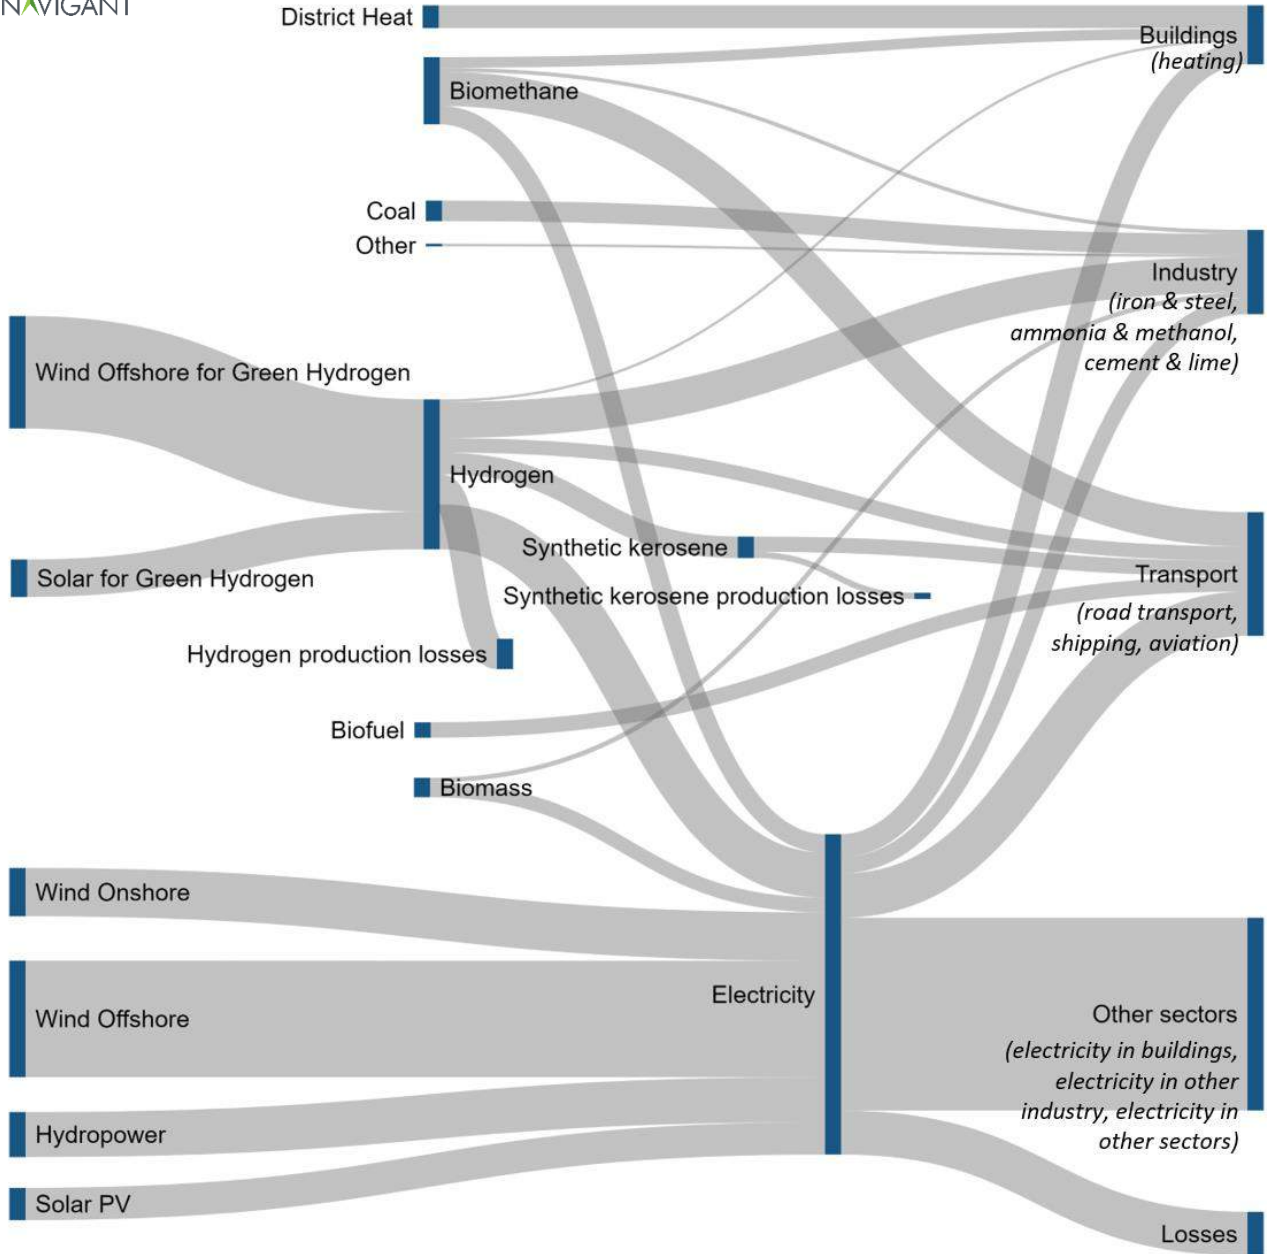 NAVIGANT
District Heat
Buildings
(heating)
Biomethane
Coal
Other
Industry
(iron & steel,
ammonia & methanol,
cement & lime)
Wind Offshore for Green Hydrogen
Hydrogen
Synthetic kerosene
Solar for Green Hydrogen
Synthetic kerosene production losses
Transport
(road transport,
shipping, aviation)
Hydrogen production losses
Biofuel
Biomass
Wind Onshore
Electricity
Wind Offshore
Other sectors
(electricity in buildings,
electricity in other
industry, electricity in
other sectors)
Hydropower
Solar PV
Losses